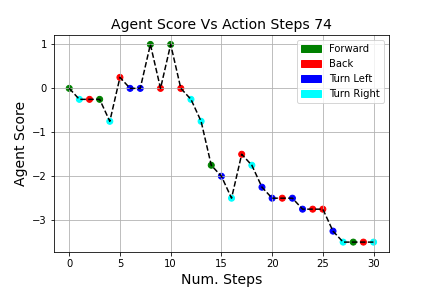 Agent Score Vs Action Steps 74
Forward
Back
Turn Left
Turn Right
Agent Score
1
0
−1
−2
−3
0 5 10 15 20 25 30
Num. Steps